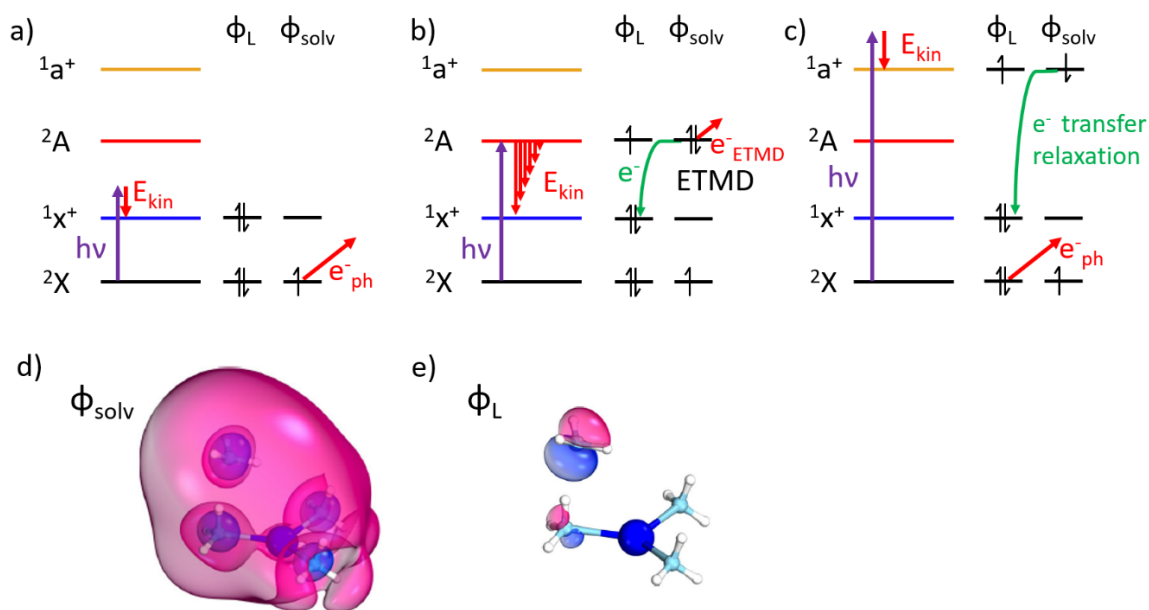 a)
ϕL ϕsolv
¹a⁺
²A
Ekin
¹x⁺
hν
²X
e⁻ph
b)
ϕL ϕsolv
¹a⁺
²A
Ekin
e⁻
e⁻ETMD
ETMD
¹x⁺
hν
²X
c)
ϕL ϕsolv
Ekin
¹a⁺
e⁻ transfer
relaxation
²A
hν
¹x⁺
e⁻ph
²X
d)
ϕsolv
e)
ϕL